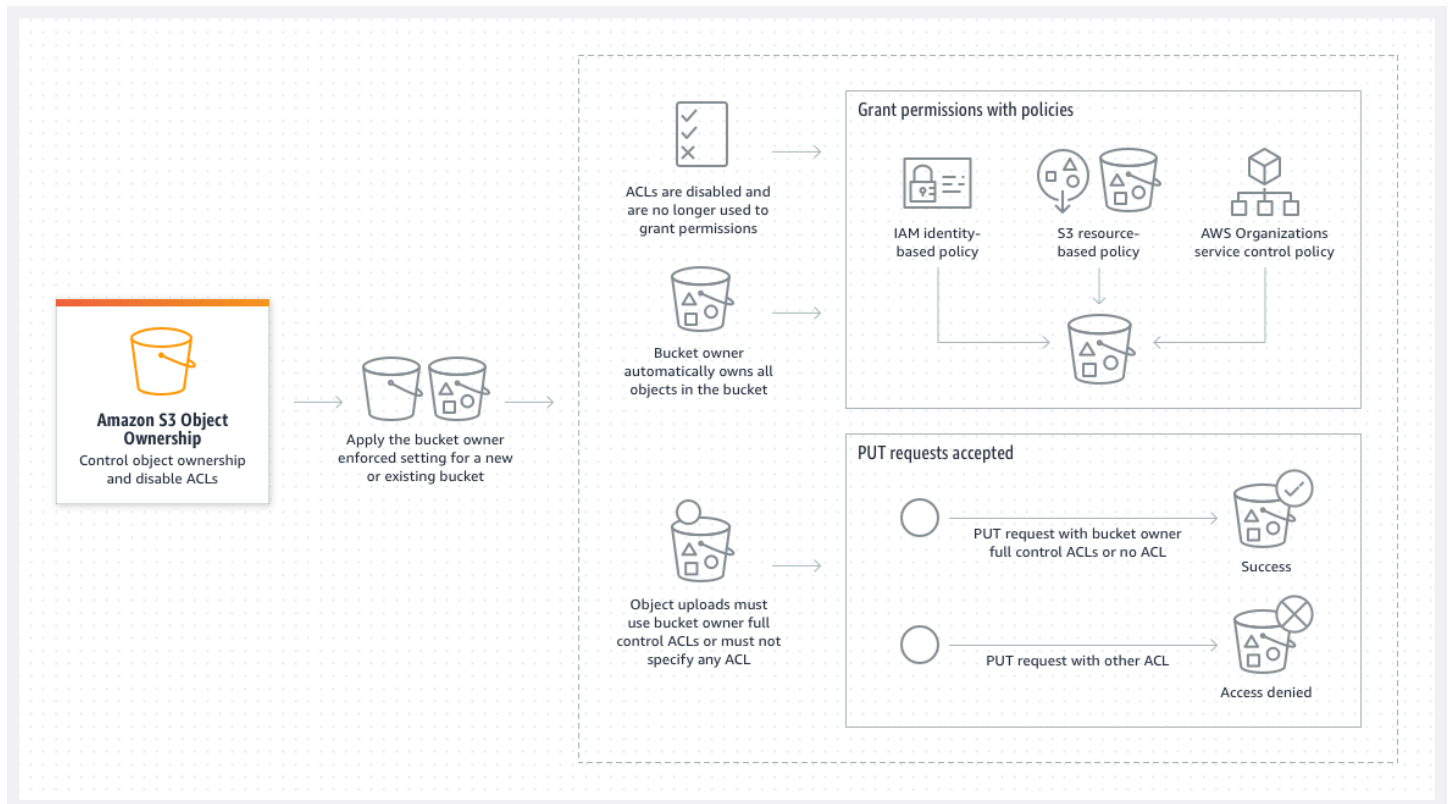 Amazon S3 Object
Ownership
Control object ownership
and disable ACLs
Apply the bucket owner
enforced setting for a new
or existing bucket
ACLs are disabled and
are no longer used to
grant permissions
Bucket owner
automatically owns all
objects in the bucket
Object uploads must
use bucket owner full
control ACLs or must not
specify any ACL
Grant permissions with policies
IAM identity-
based policy
S3 resource-
based policy
AWS Organizations
service control policy
PUT requests accepted
PUT request with bucket owner
full control ACLs or no ACL
Success
PUT request with other ACL
Access denied